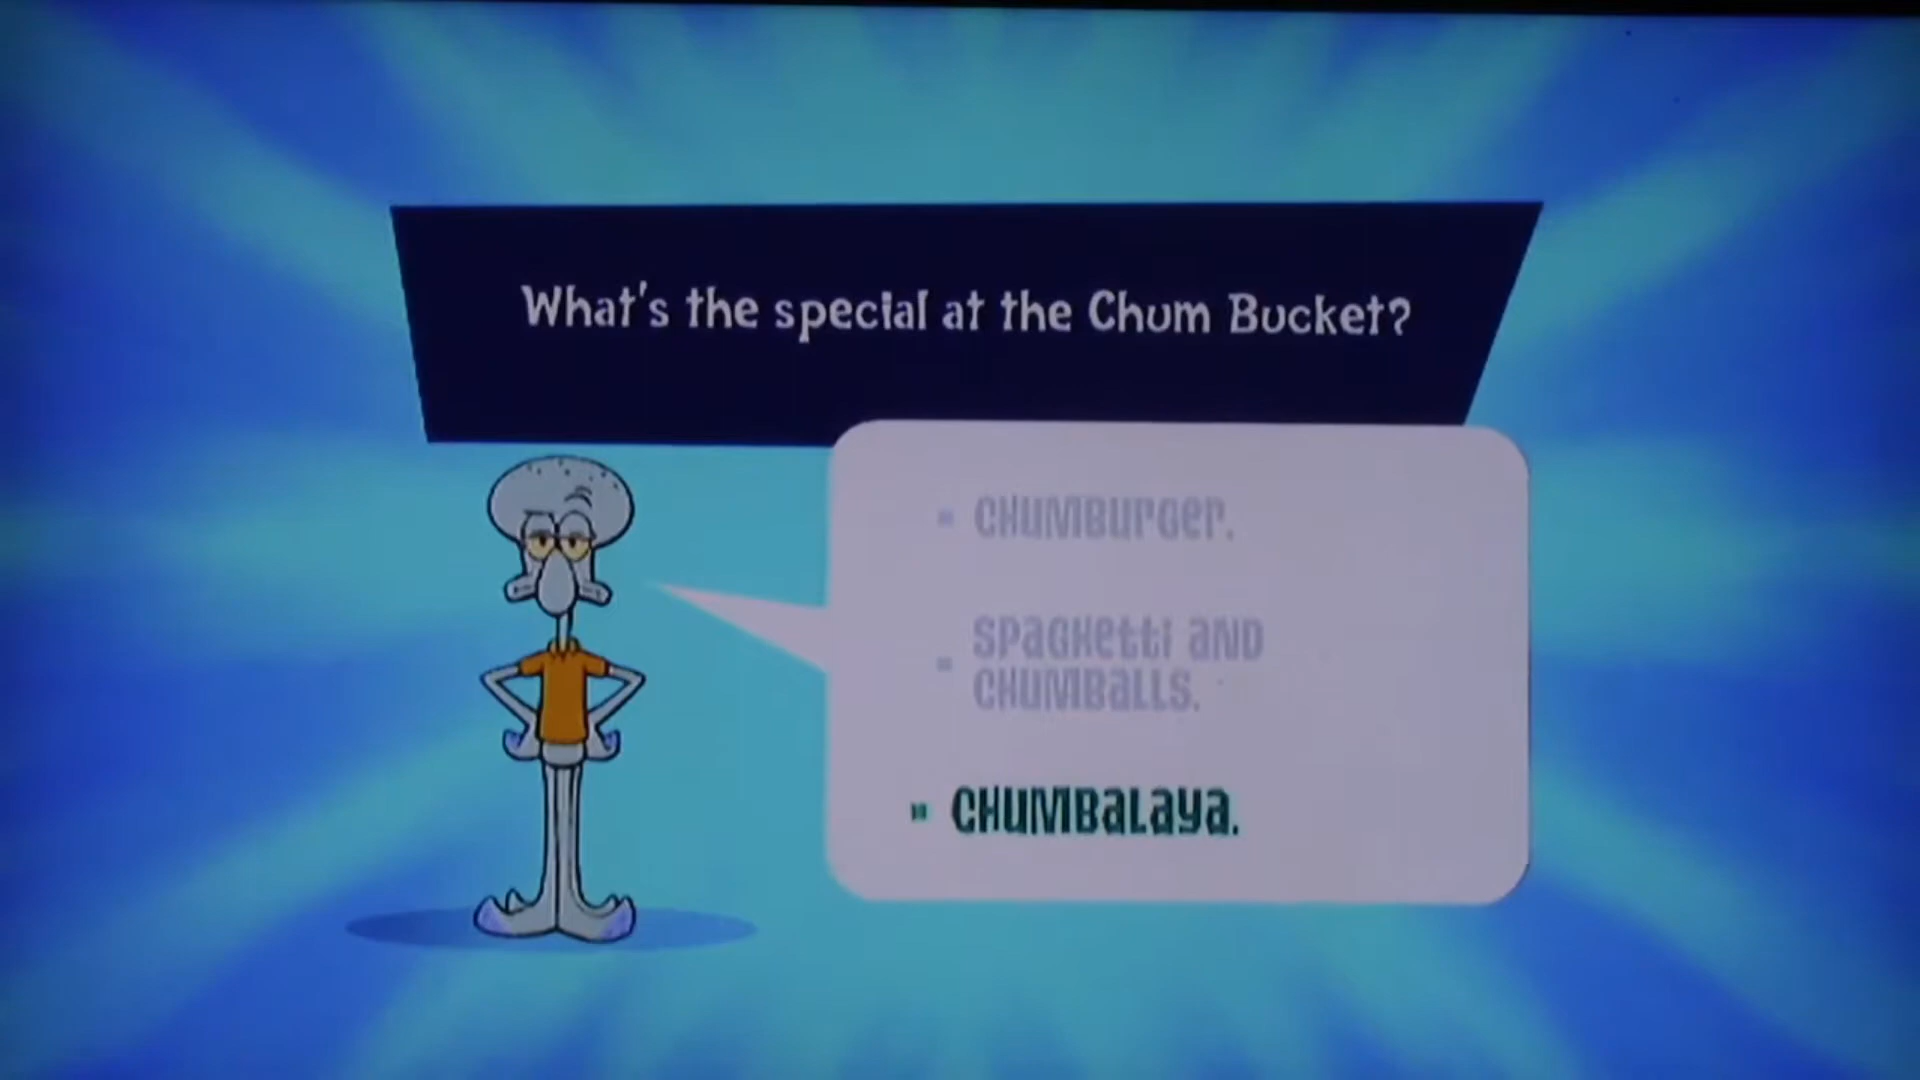 What's the special at the Chum Bucket?
CHUMBURGER.
SPAGHETTI AND
CHUMBALLS.
CHUMBALAYA.